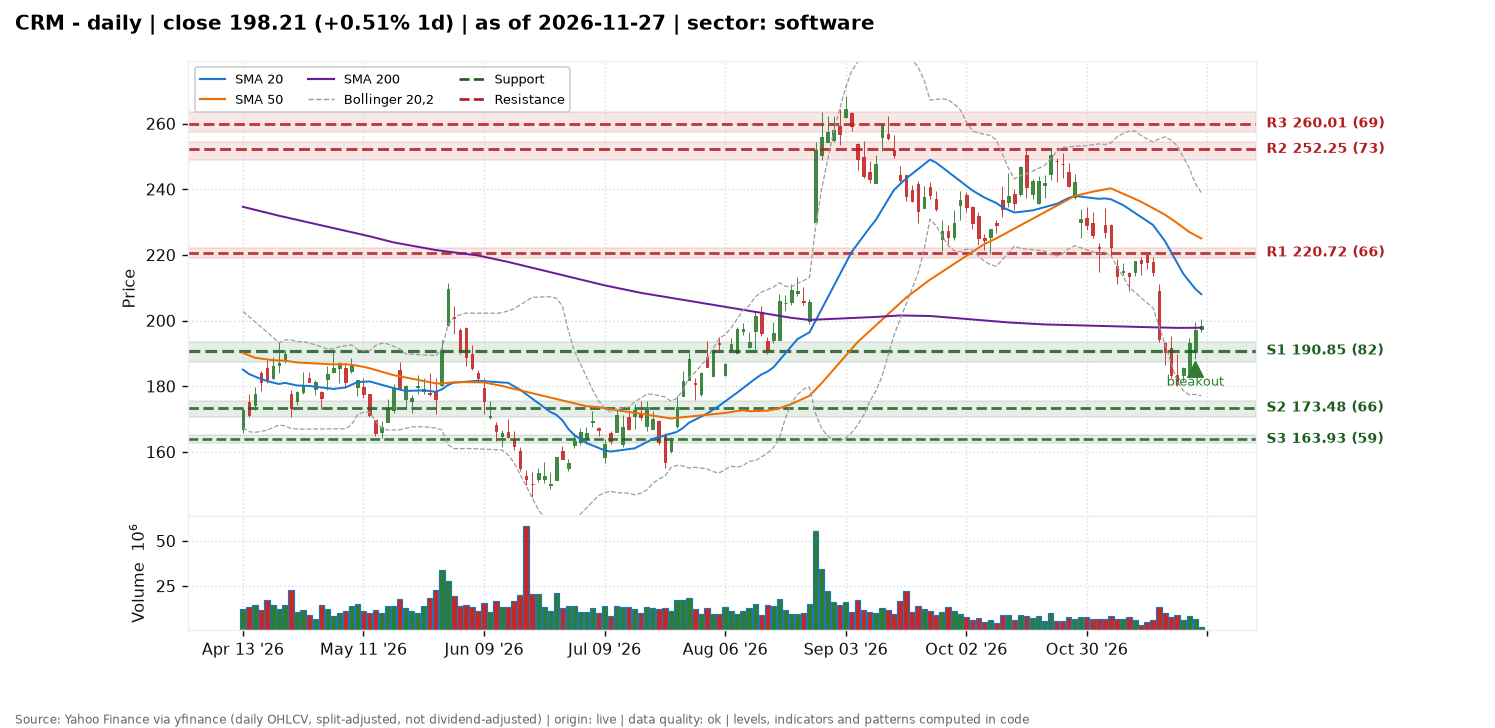 CRM - daily | close 198.21 (+0.51% 1d) | as of 2026-11-27 | sector: software
SMA 20
SMA 50
SMA 200
Bollinger 20,2
Support
Resistance
Price
260
240
220
200
180
160
R3 260.01 (69)
R2 252.25 (73)
R1 220.72 (66)
S1 190.85 (82)
S2 173.48 (66)
S3 163.93 (59)
breakout
Volume 10⁶
50
25
Apr 13 '26
May 11 '26
Jun 09 '26
Jul 09 '26
Aug 06 '26
Sep 03 '26
Oct 02 '26
Oct 30 '26
Source: Yahoo Finance via yfinance (daily OHLCV, split-adjusted, not dividend-adjusted) | origin: live | data quality: ok | levels, indicators and patterns computed in code